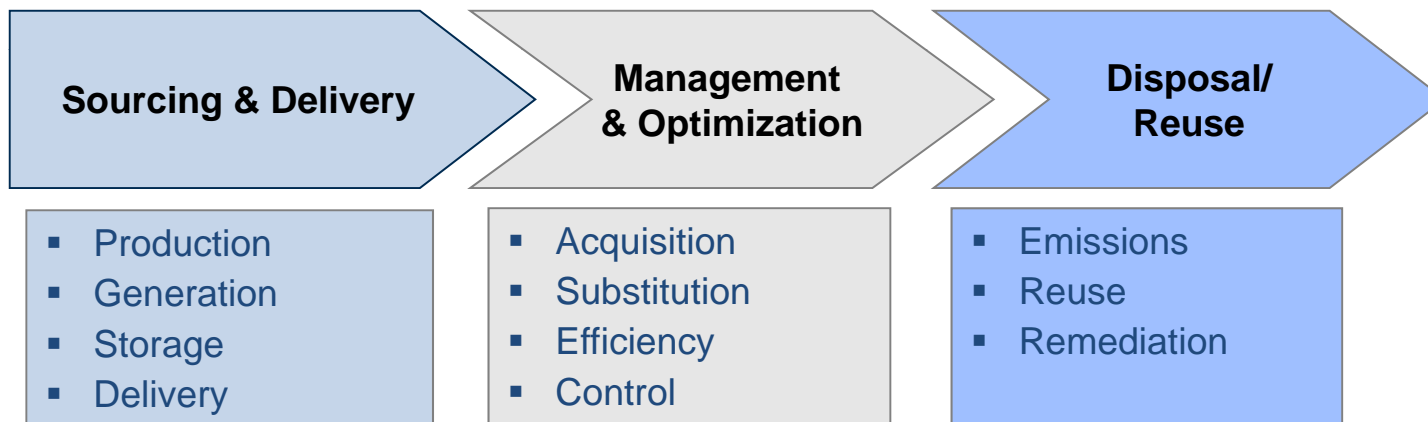 Sourcing & Delivery
Management
& Optimization
Disposal/
Reuse
▪ Production
▪ Generation
▪ Storage
▪ Delivery
▪ Acquisition
▪ Substitution
▪ Efficiency
▪ Control
▪ Emissions
▪ Reuse
▪ Remediation